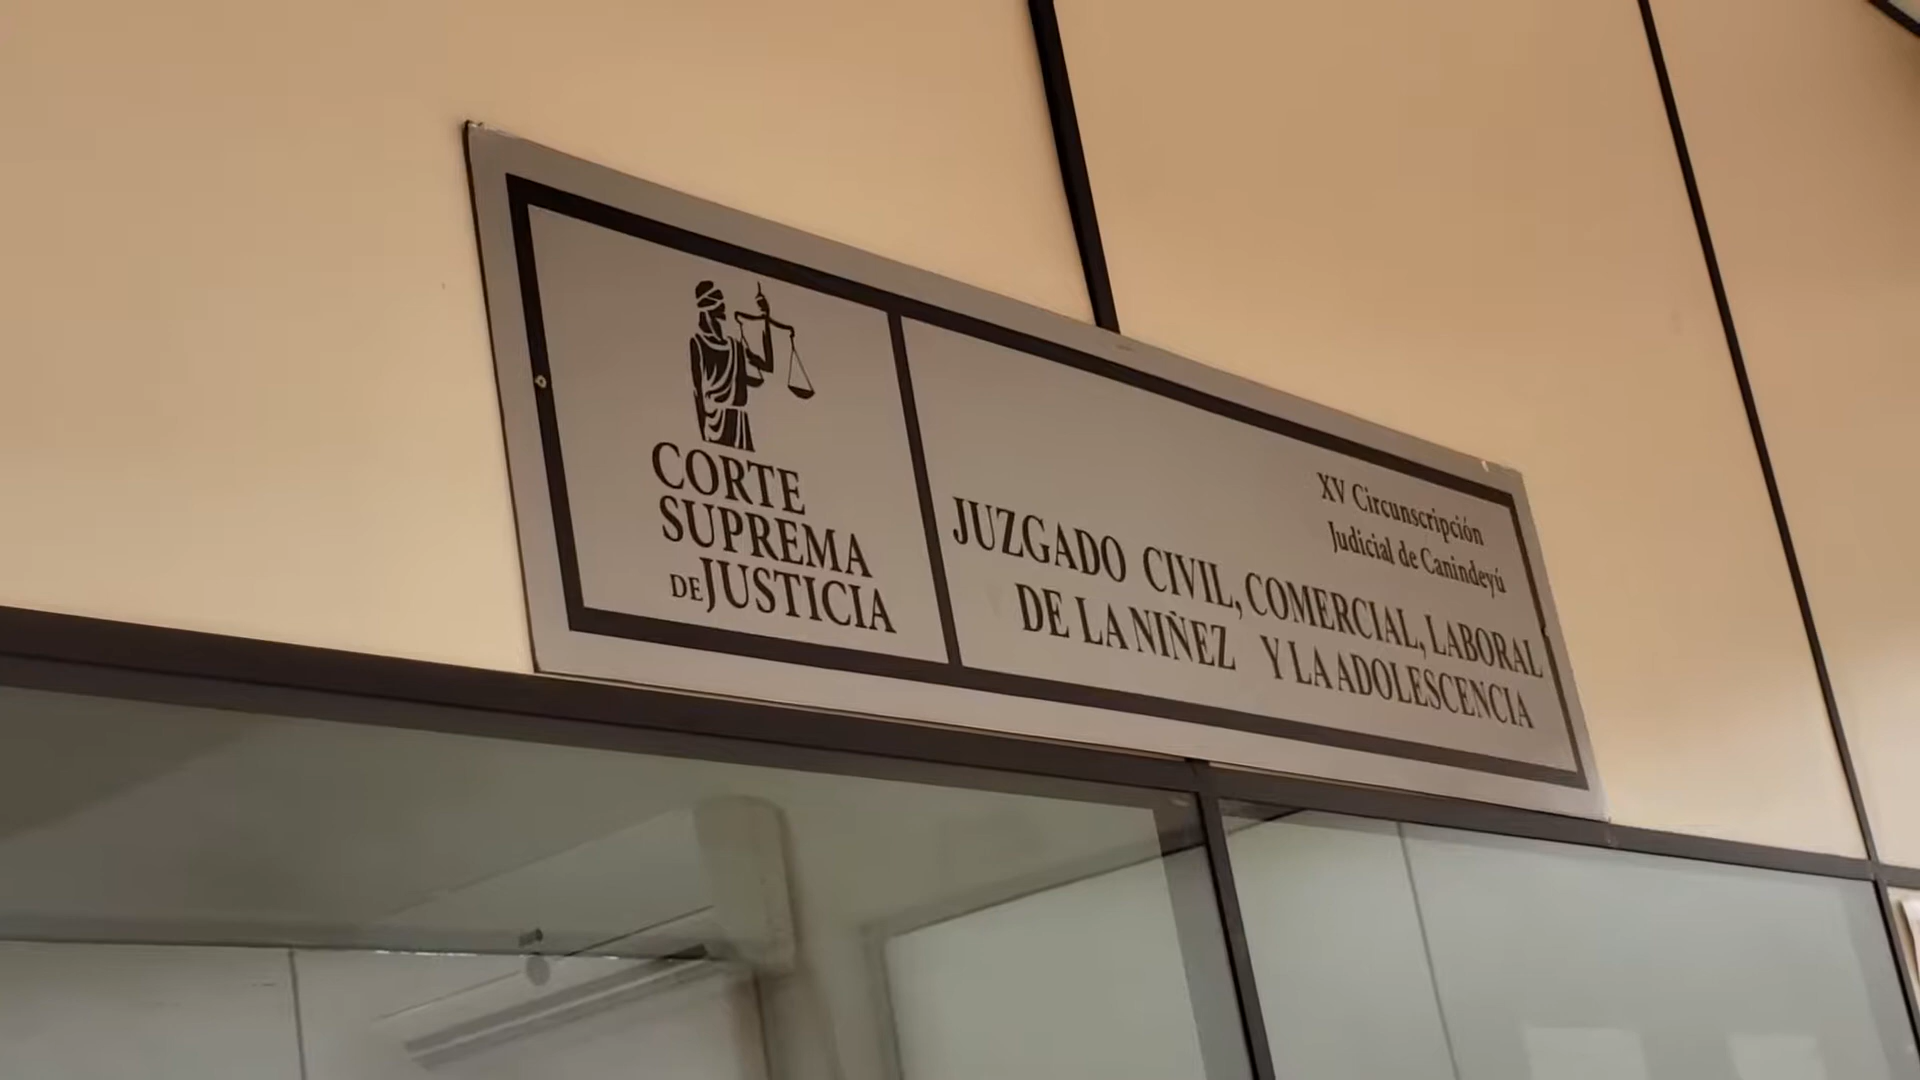 CORTE
SUPREMA
DE JUSTICIA
XV Circunscripción
Judicial de Canindeyú
JUZGADO CIVIL, COMERCIAL, LABORAL
DE LA NIÑEZ Y LA ADOLESCENCIA